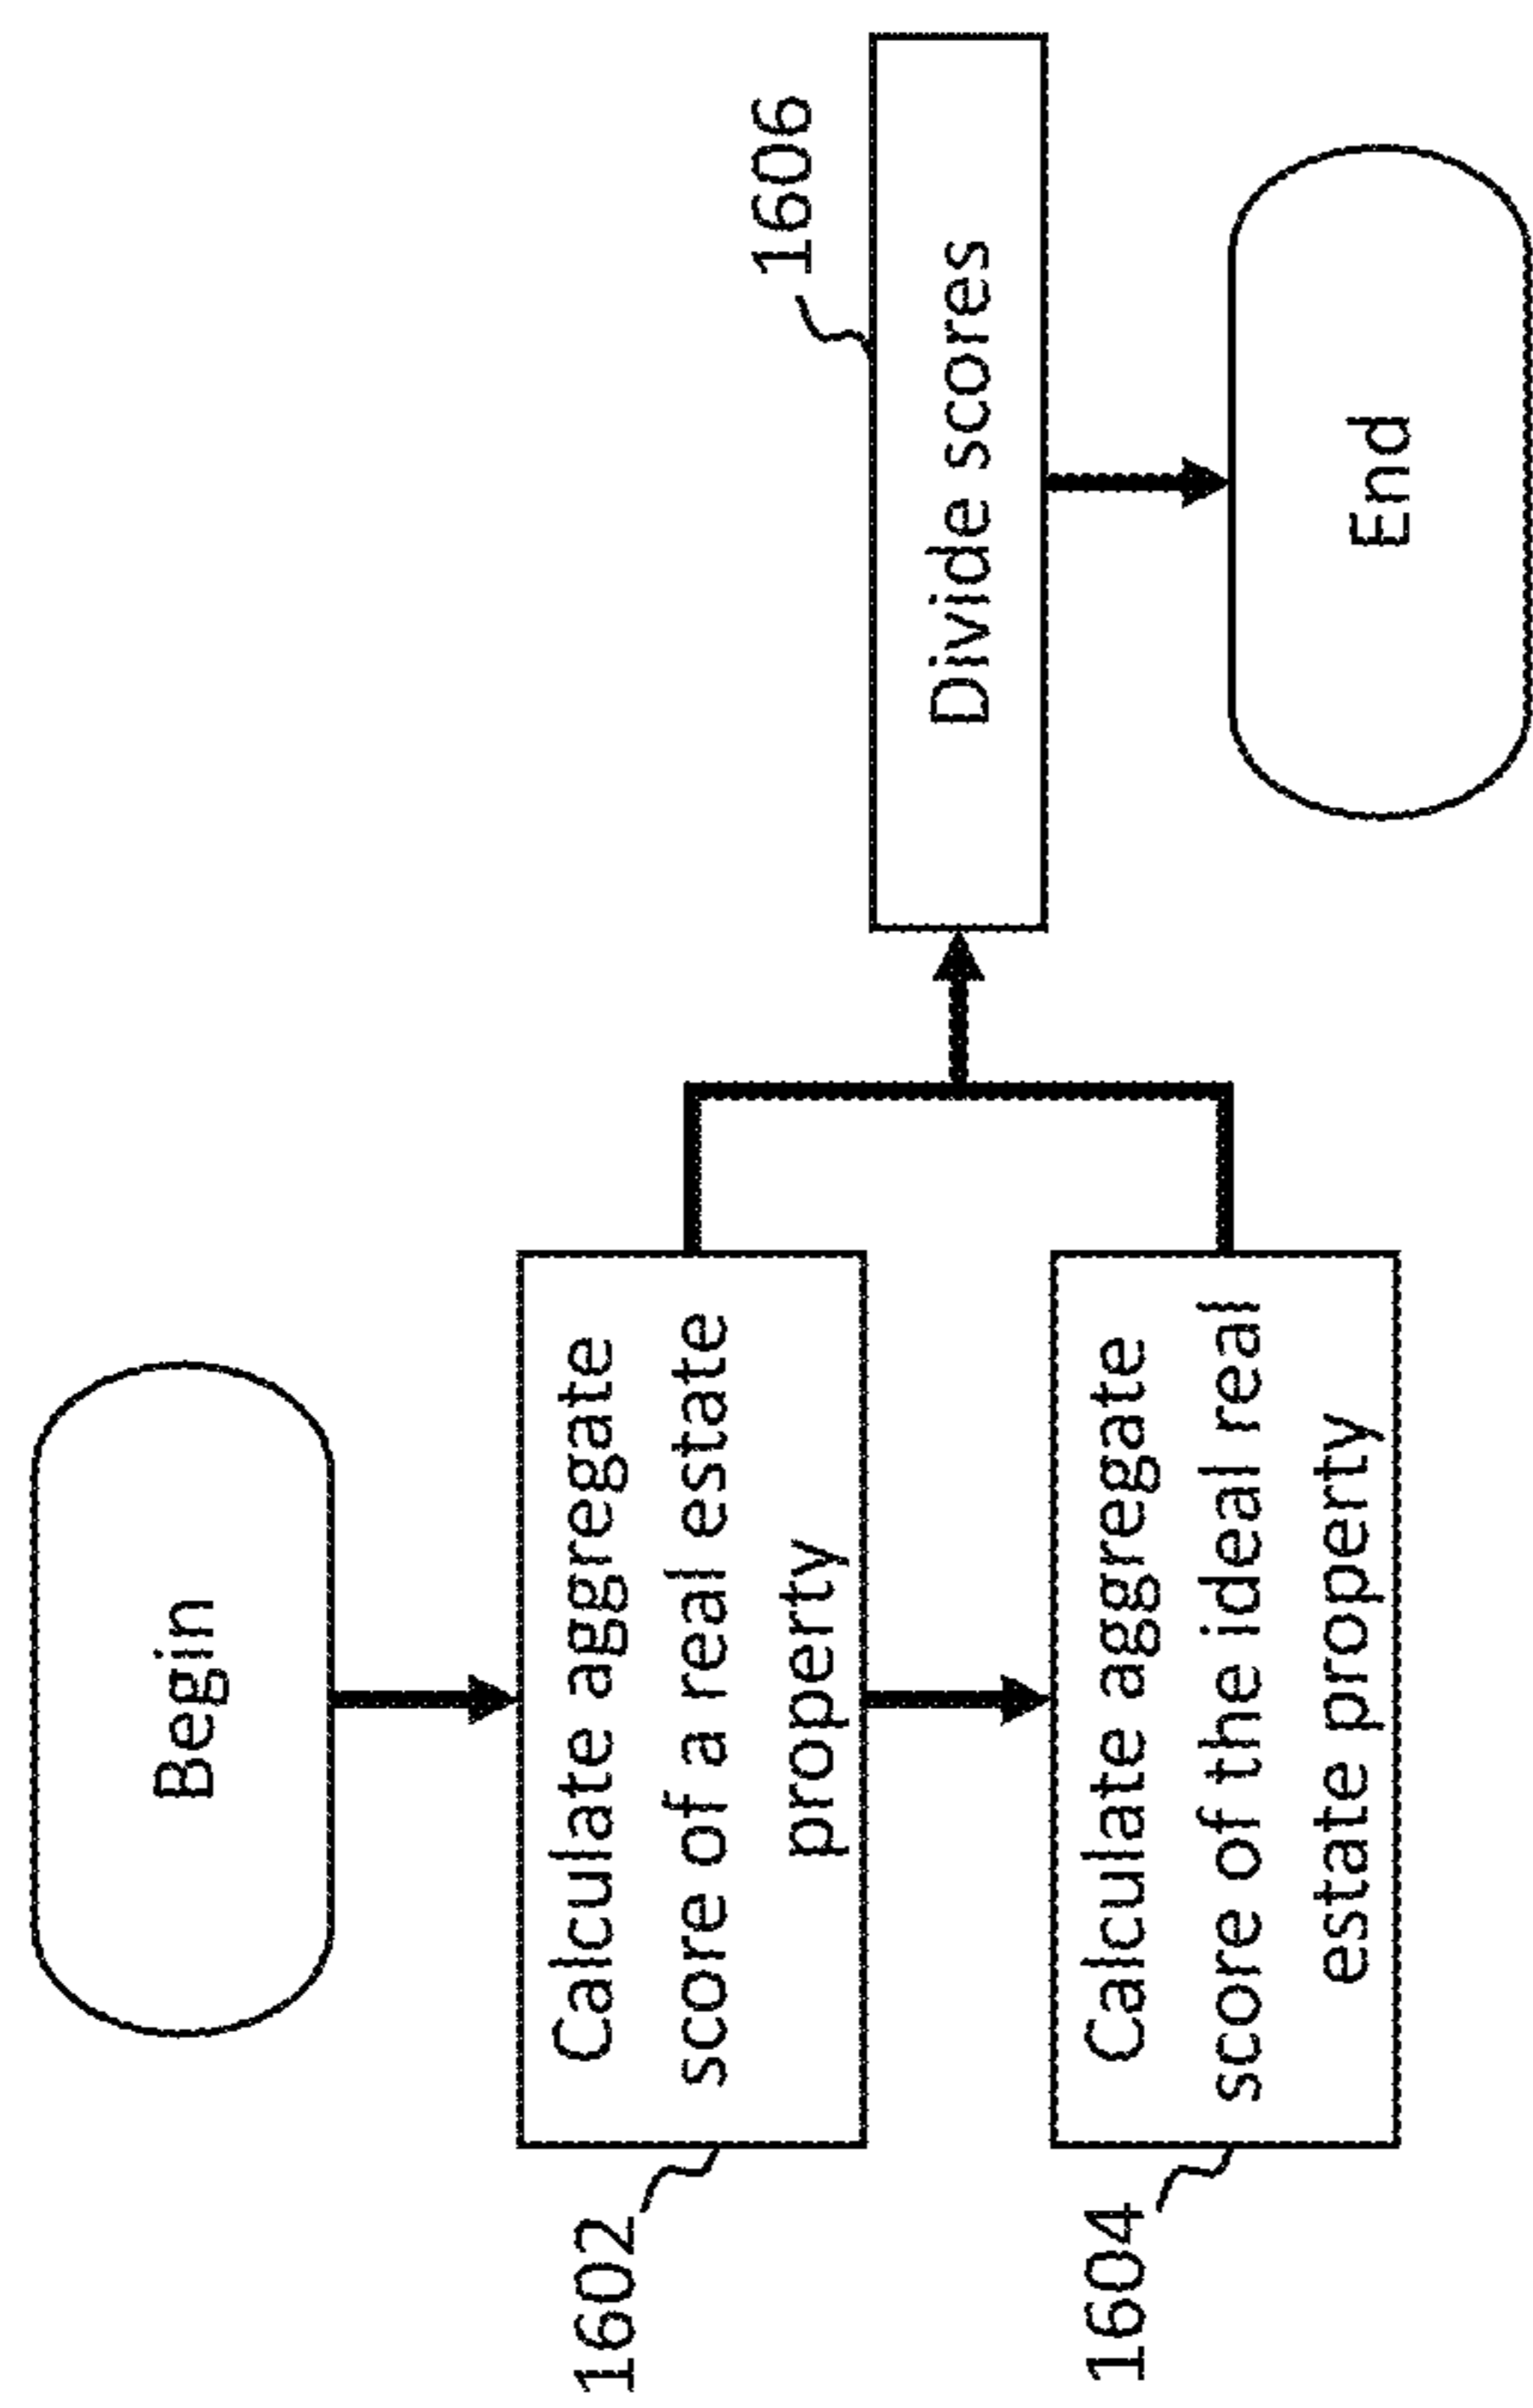 Begin
1602
Calculate aggregate
score of a real estate
property
1604
Calculate aggregate
score of the ideal real
estate property
1606
Divide scores
End